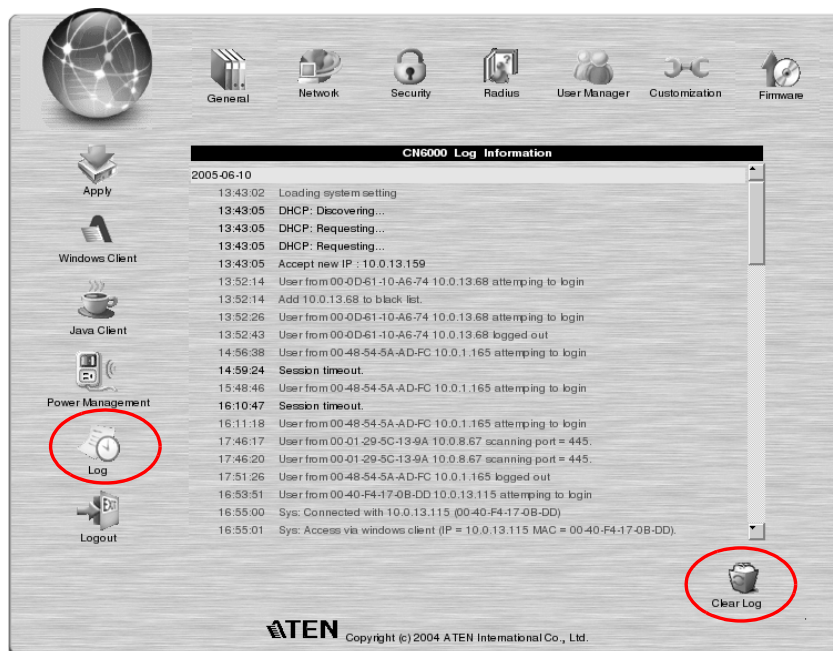 General
Network
Security
Radius
User Manager
Customization
Firmware
Apply
Windows Client
Java Client
Power Management
Log
EXIT
Logout
CN6000 Log Information
2005-06-10
13:43:02 Loading system setting
13:43:05 DHCP: Discovering...
13:43:05 DHCP: Requesting...
13:43:05 DHCP: Requesting...
13:43:05 Accept new IP : 10.0.13.159
13:52:14 User from 00-0D-61-10-A6-74 10.0.13.68 attemping to login
13:52:14 Add 10.0.13.68 to black list.
13:52:26 User from 00-0D-61-10-A6-74 10.0.13.68 attemping to login
13:52:43 User from 00-0D-61-10-A6-74 10.0.13.68 logged out
14:56:38 User from 00-48-54-5A-AD-FC 10.0.1.165 attemping to login
14:59:24 Session timeout.
15:48:46 User from 00-48-54-5A-AD-FC 10.0.1.165 attemping to login
16:10:47 Session timeout.
16:11:18 User from 00-48-54-5A-AD-FC 10.0.1.165 attemping to login
17:46:17 User from 00-01-29-5C-13-9A 10.0.8.67 scanning port = 445.
17:46:20 User from 00-01-29-5C-13-9A 10.0.8.67 scanning port = 445.
17:51:26 User from 00-48-54-5A-AD-FC 10.0.1.165 logged out
16:53:51 User from 00-40-F4-17-0B-DD 10.0.13.115 attemping to login
16:55:00 Sys: Connected with 10.0.13.115 (00-40-F4-17-0B-DD)
16:55:01 Sys: Access via windows client (IP = 10.0.13.115 MAC = 00-40-F4-17-0B-DD).
Clear Log
ATEN Copyright (c) 2004 ATEN International Co., Ltd.